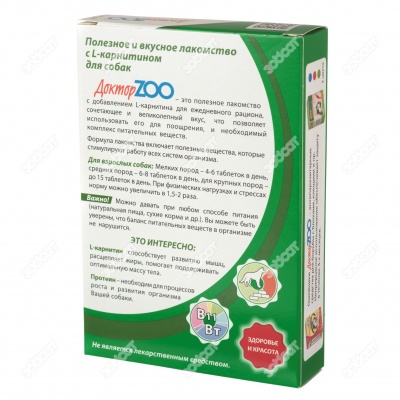 Полезное и вкусное лакомство
с L-карнитином
для собак
ДокторZOO – это полезное лакомство
с добавлением L-карнитина для ежедневного рациона,
сочетающее и великолепный вкус, что позволяет
использовать его для поощрения, и необходимый
комплекс питательных веществ.
Формула лакомства включает полезные вещества, которые
стимулируют работу всех систем организма.
Для взрослых собак: Мелких пород – 4-6 таблеток в день,
средних пород – 6-8 таблеток в день, для крупных пород –
до 15 таблеток в день. При физических нагрузках и стрессах
норму можно увеличить в 1,5-2 раза.
Важно! Можно давать при любом способе питания
(натуральная пища, сухие корма и др.). Вы можете быть
уверены, что баланс питательных веществ в организме
не нарушится.
ЭТО ИНТЕРЕСНО:
L-карнитин способствует развитию мышц,
расщепляет жиры, помогает поддерживать
оптимальную массу тела.
Протеин – необходим для процессов
роста и развития организма
Вашей собаки.
B11
Bт
ЗДОРОВЬЕ
И КРАСОТА
Не является лекарственным средством.